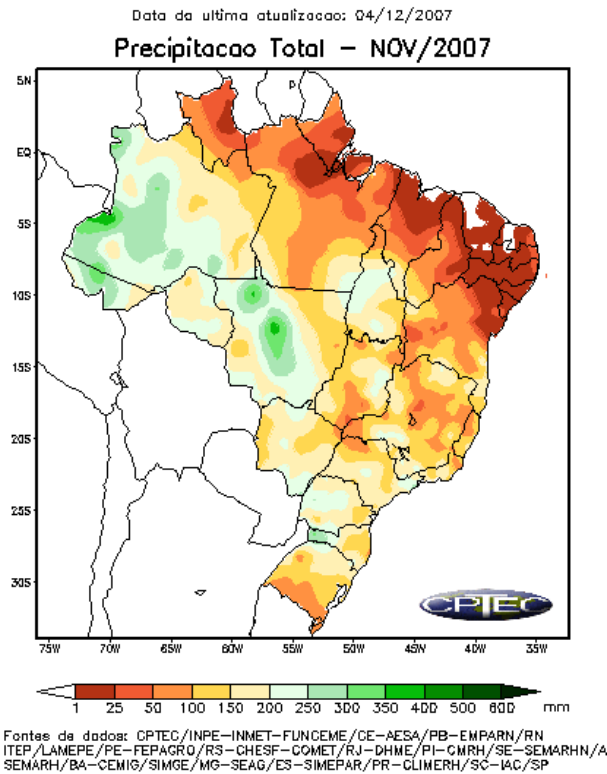 Data da ultima atualizacao: 04/12/2007
Precipitacao Total – NOV/2007
5N
EQ
5S
10S
15S
20S
25S
30S
75W 70W 65W 60W 55W 50W 45W 40W 35W
CPTEC
1 25 50 100 150 200 250 300 350 400 500 600 mm
Fontes de dados: CPTEC/INPE–INMET–FUNCEME/CE–AESA/PB–EMPARN/RN
ITEP/LAMEPE/PE–FEPAGRO/RS–CHESF–COMET/RJ–DHME/PI–CMRH/SE–SEMARHN/A
SEMARH/BA–CEMIG/SIMGE/MG–SEAG/ES–SIMEPAR/PR–CLIMERH/SC–IAC/SP